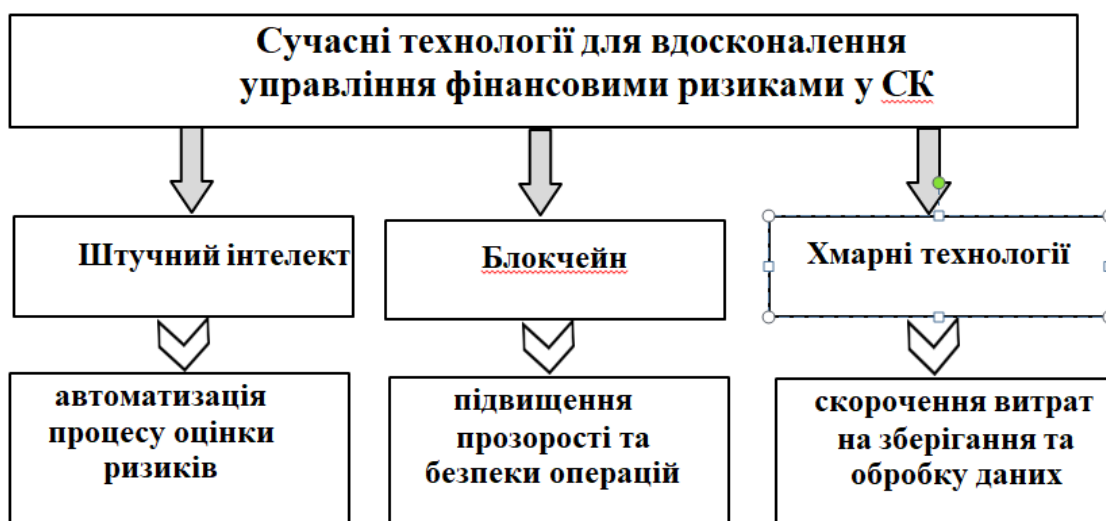 Сучасні технології для вдосконалення
управління фінансовими ризиками у СК
Штучний інтелект
Блокчейн
Хмарні технології
автоматизація
процесу оцінки
ризиків
підвищення
прозорості та
безпеки операцій
скорочення витрат
на зберігання та
обробку даних